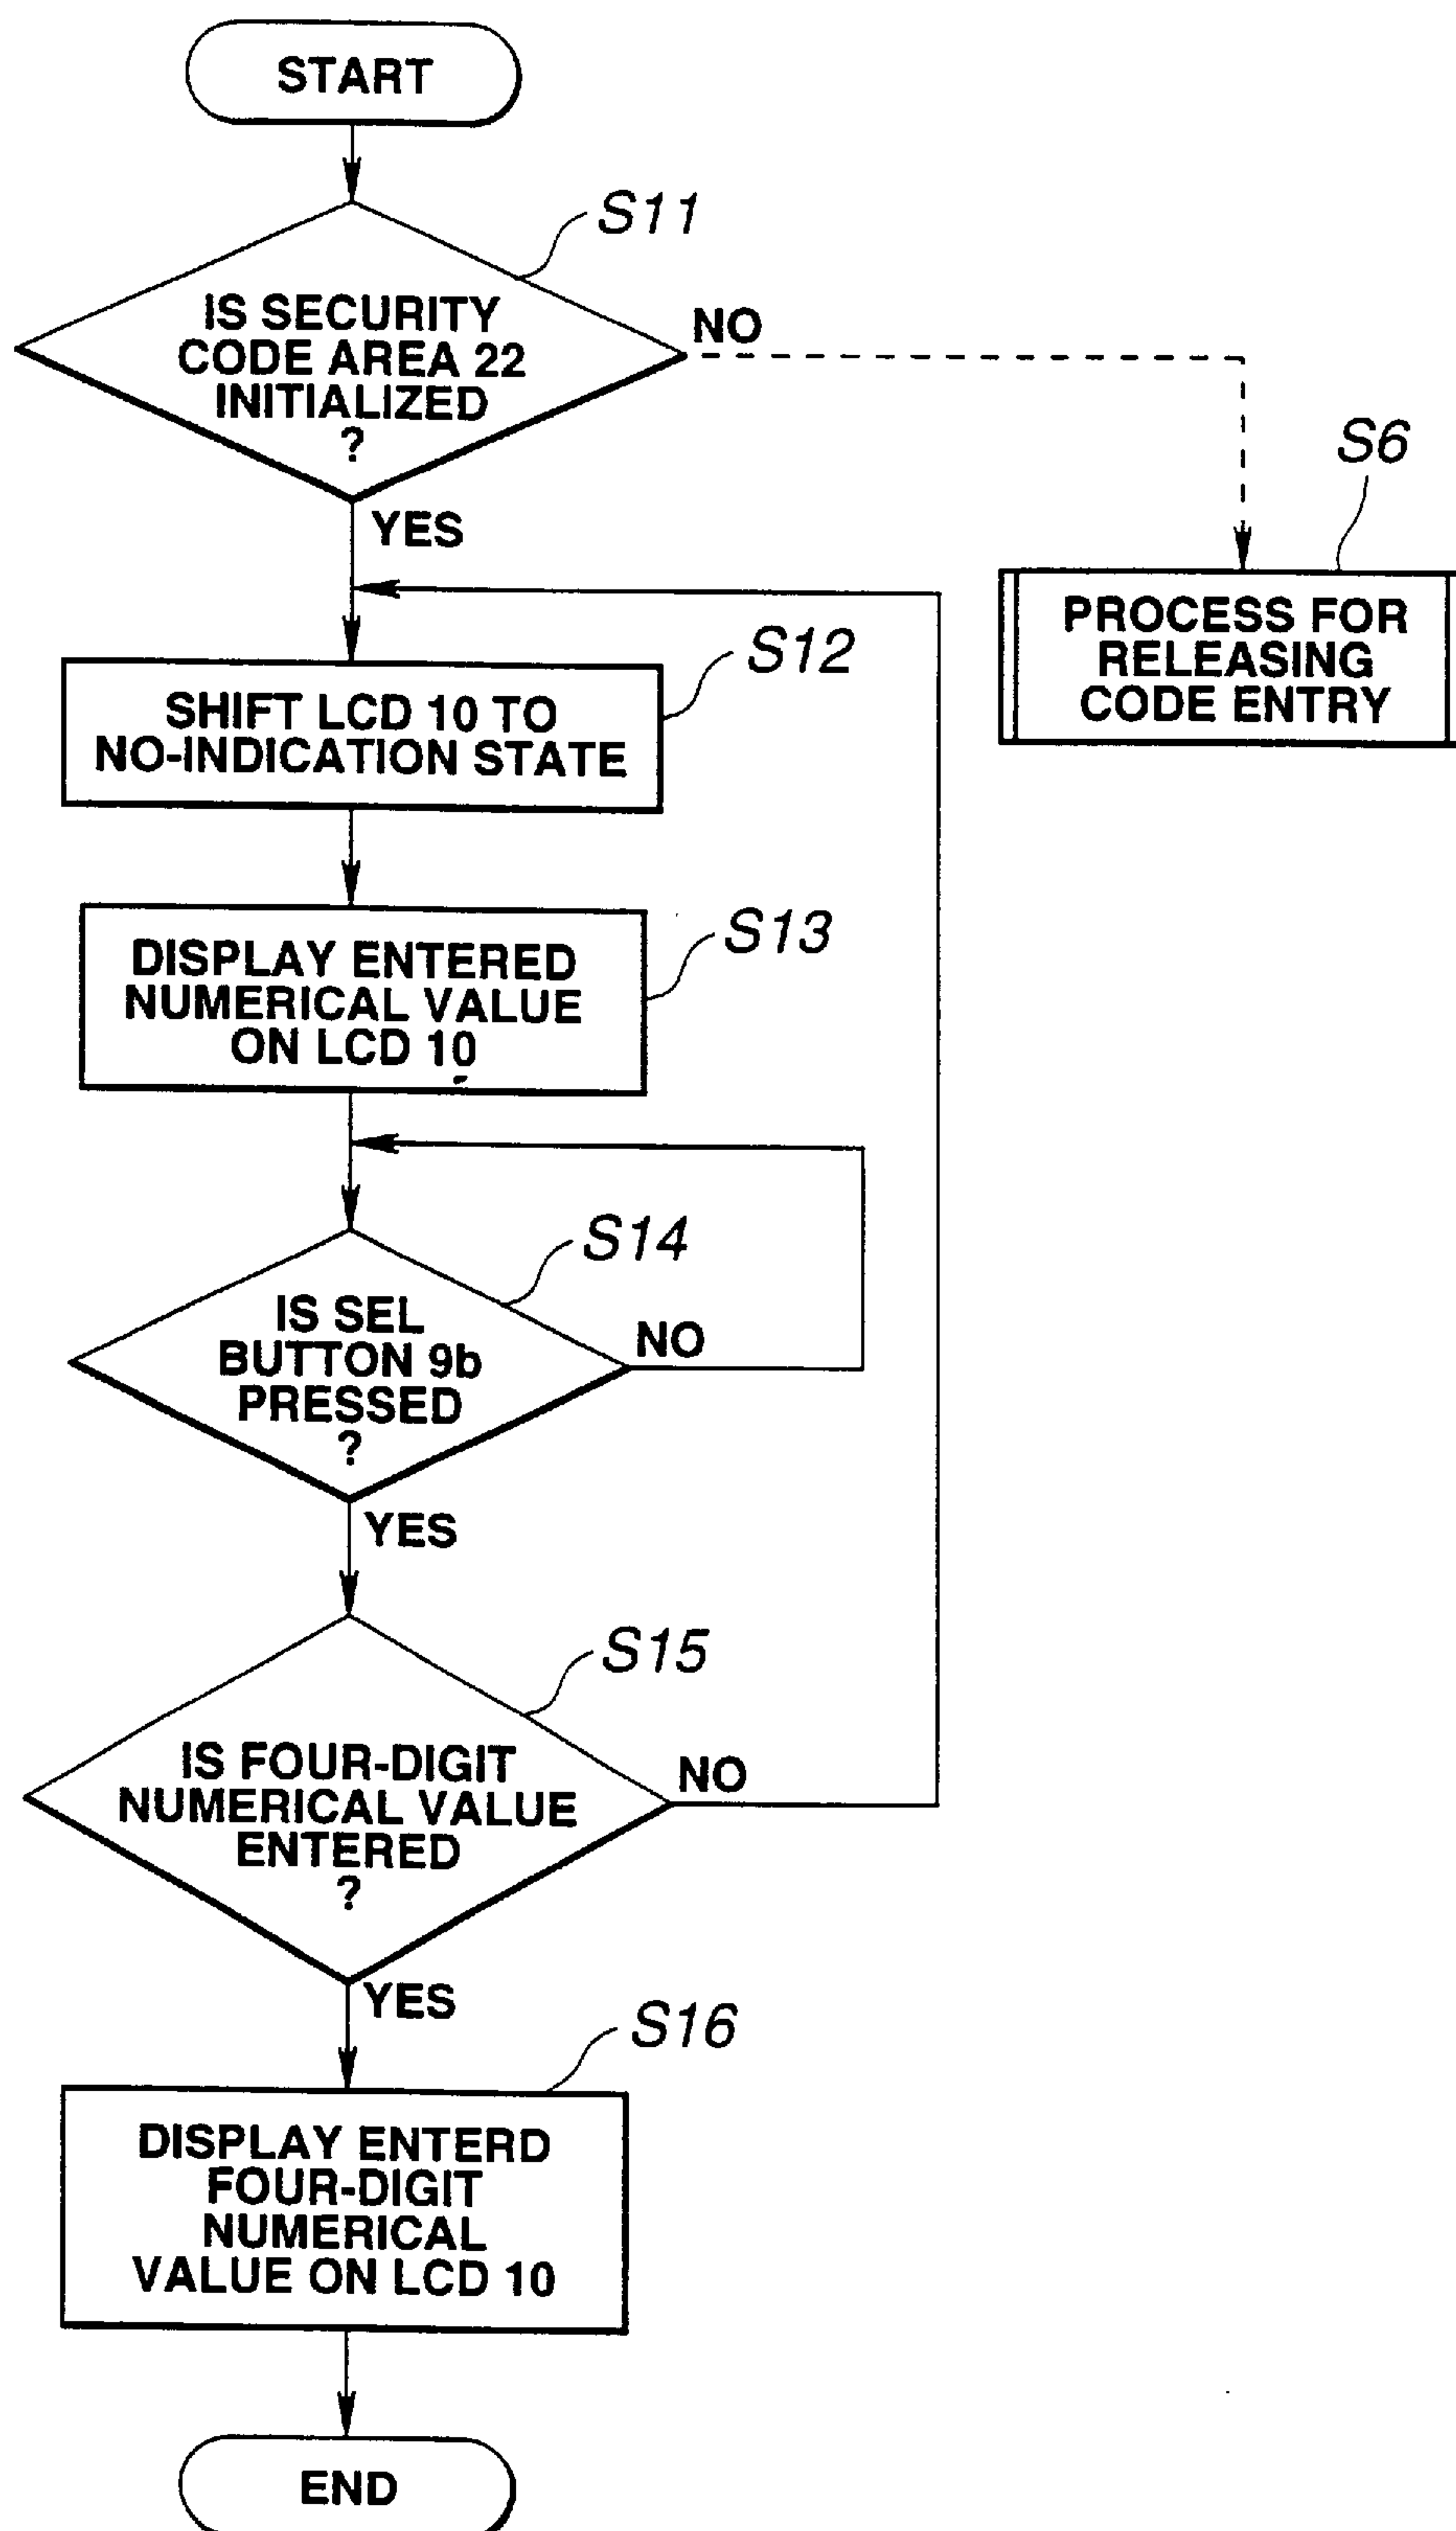 START
S11
IS SECURITY
CODE AREA 22
INITIALIZED
?
NO
YES
S6
PROCESS FOR
RELEASING
CODE ENTRY
S12
SHIFT LCD 10 TO
NO-INDICATION STATE
S13
DISPLAY ENTERED
NUMERICAL VALUE
ON LCD 10
S14
IS SEL
BUTTON 9b
PRESSED
?
NO
YES
S15
IS FOUR-DIGIT
NUMERICAL VALUE
ENTERED
?
NO
YES
S16
DISPLAY ENTERD
FOUR-DIGIT
NUMERICAL
VALUE ON LCD 10
END